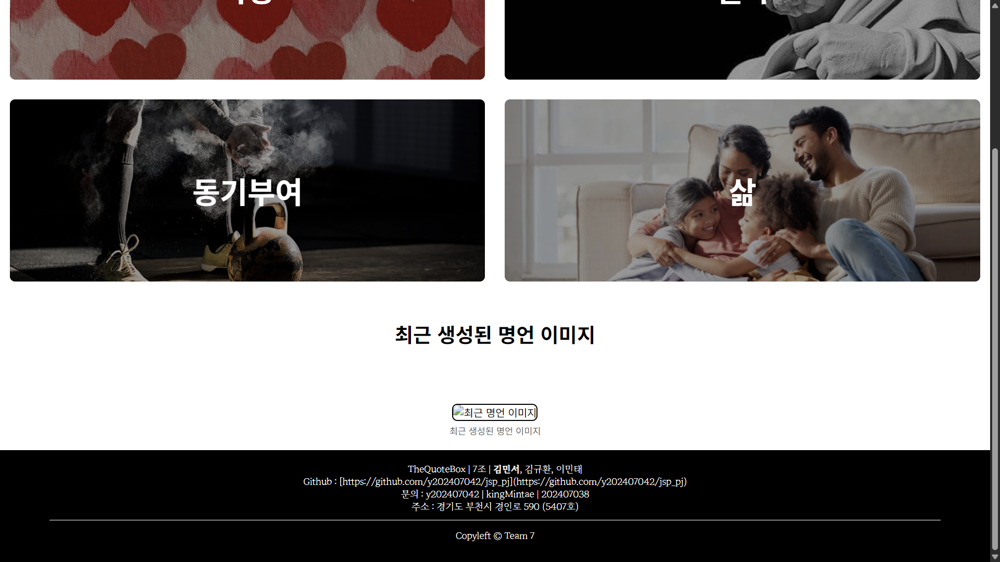 동기부여
삶
최근 생성된 명언 이미지
최근 명언 이미지
최근 생성된 명언 이미지
TheQuoteBox | 7조 | 김민서, 김규환, 이민태
Github : [https://github.com/y202407042/jsp_pj](https://github.com/y202407042/jsp_pj)
문의 : y202407042 | kingMintae | 202407038
주소 : 경기도 부천시 경인로 590 (5407호)
Copyleft © Team 7